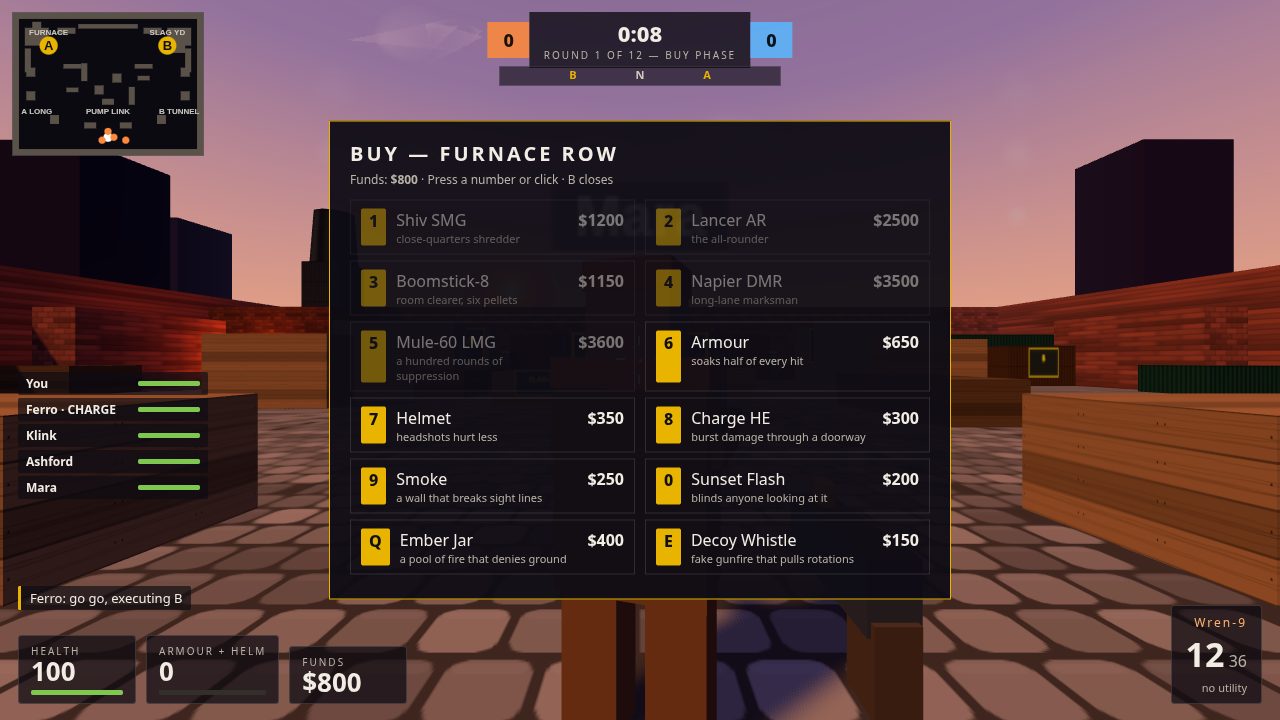 FURNACE
SLAG YD
A
B
A LONG
PUMP LINK
B TUNNEL
0
0:08
ROUND 1 OF 12 — BUY PHASE
0
B N A
BUY — FURNACE ROW
Funds: $800 · Press a number or click · B closes
1 Shiv SMG $1200
close-quarters shredder
2 Lancer AR $2500
the all-rounder
3 Boomstick-8 $1150
room clearer, six pellets
4 Napier DMR $3500
long-lane marksman
5 Mule-60 LMG $3600
a hundred rounds of
suppression
6 Armour $650
soaks half of every hit
7 Helmet $350
headshots hurt less
8 Charge HE $300
burst damage through a doorway
9 Smoke $250
a wall that breaks sight lines
0 Sunset Flash $200
blinds anyone looking at it
Q Ember Jar $400
a pool of fire that denies ground
E Decoy Whistle $150
fake gunfire that pulls rotations
You
Ferro · CHARGE
Klink
Ashford
Mara
Ferro: go go, executing B
HEALTH
100
ARMOUR + HELM
0
FUNDS
$800
Wren-9
12 36
no utility